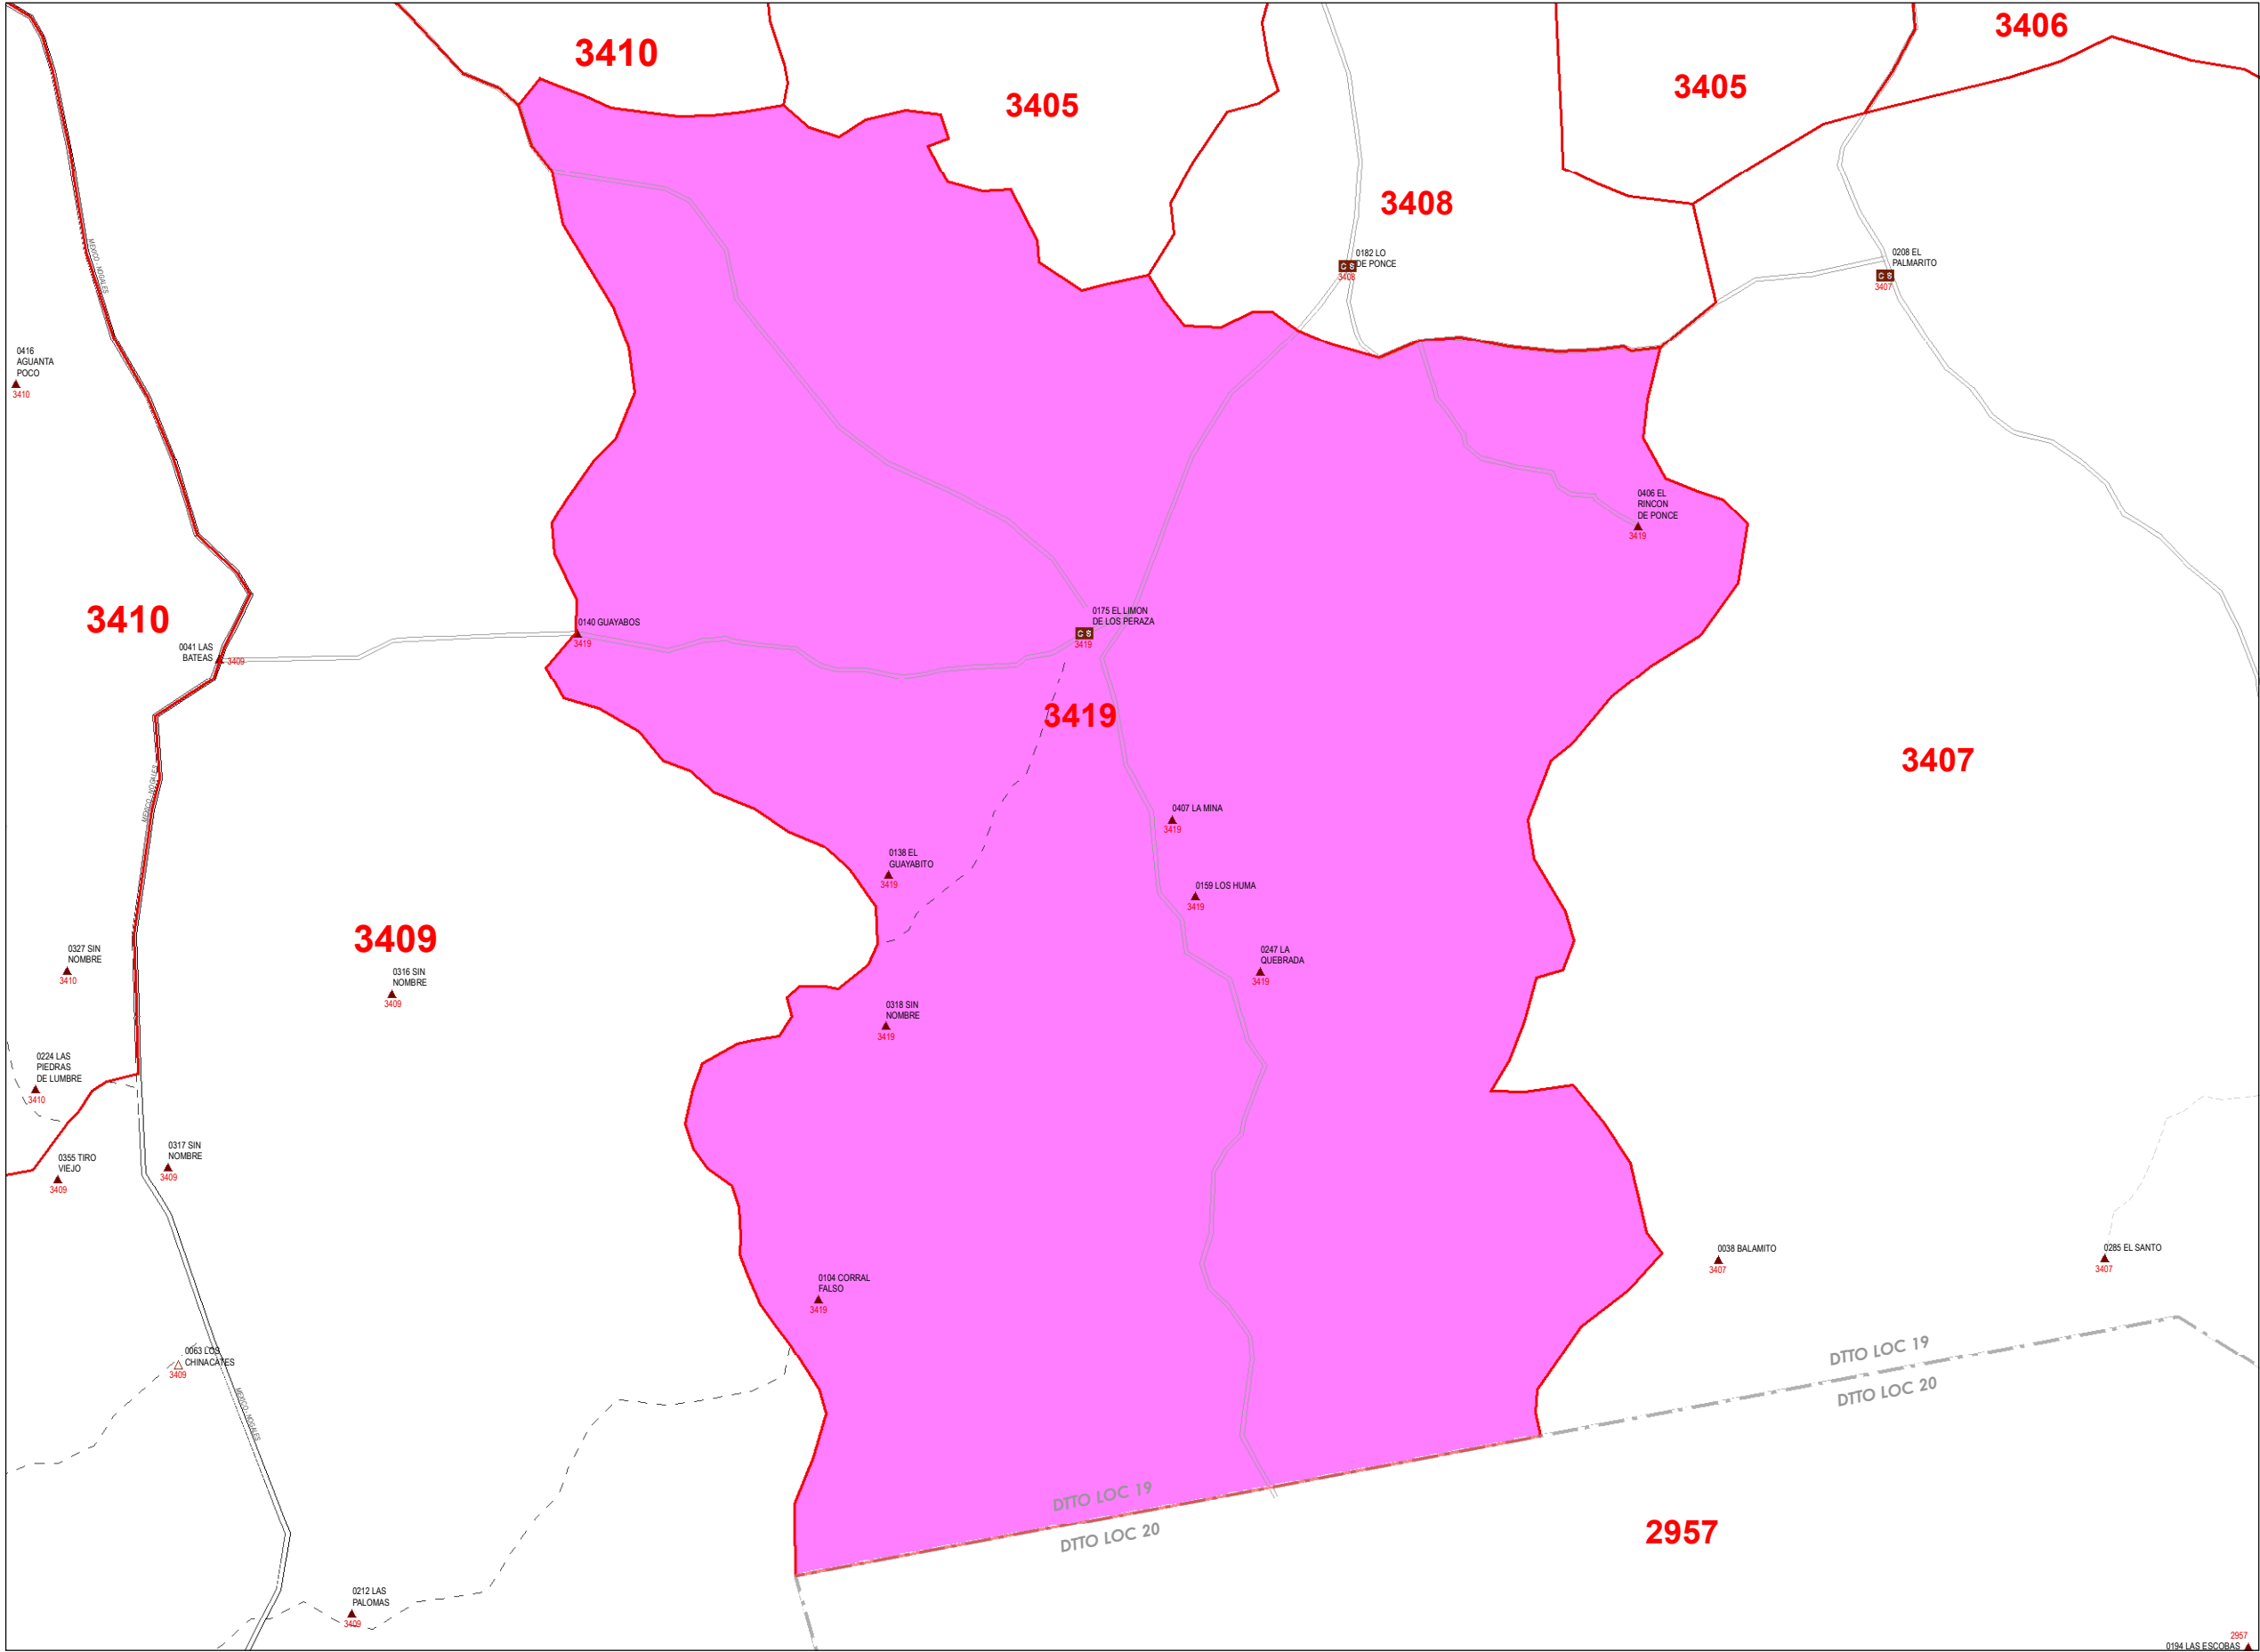 3410
3405
3405
3406
3408
0182 LO
DE PONCE
C S
3408
0208 EL
PALMARITO
C S
3407
MEXICO - NOGALES
0416
AGUANTA
POCO
3410
0406 EL
RINCON
DE PONCE
3419
3410
0041 LAS
BATEAS
3409
0140 GUAYABOS
3419
0175 EL LIMON
DE LOS PERAZA
C S
3419
3419
3407
MEXICO - NOGALES
0407 LA MINA
3419
0138 EL
GUAYABITO
3419
0159 LOS HUMA
3419
3409
0327 SIN
NOMBRE
3410
0316 SIN
NOMBRE
3409
0247 LA
QUEBRADA
3419
0318 SIN
NOMBRE
3419
0224 LAS
PIEDRAS
DE LUMBRE
3410
0355 TIRO
VIEJO
3409
0317 SIN
NOMBRE
3409
0038 BALAMITO
3407
0285 EL SANTO
3407
0104 CORRAL
FALSO
3419
0063 LOS
CHINACATES
3409
MEXICO - NOGALES
DTTO LOC 19
DTTO LOC 20
DTTO LOC 19
DTTO LOC 20
2957
0212 LAS
PALOMAS
3409
2957
0194 LAS ESCOBAS